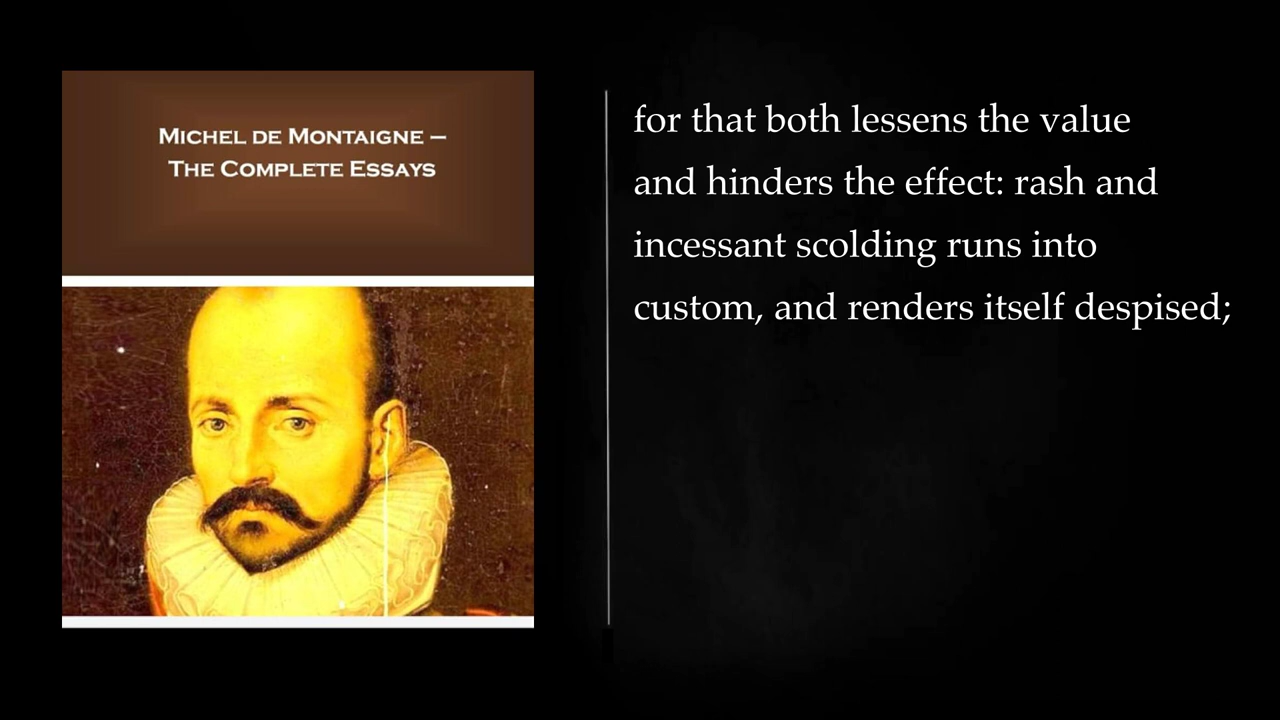 MICHEL DE MONTAIGNE –
THE COMPLETE ESSAYS
for that both lessens the value
and hinders the effect: rash and
incessant scolding runs into
custom, and renders itself despised;